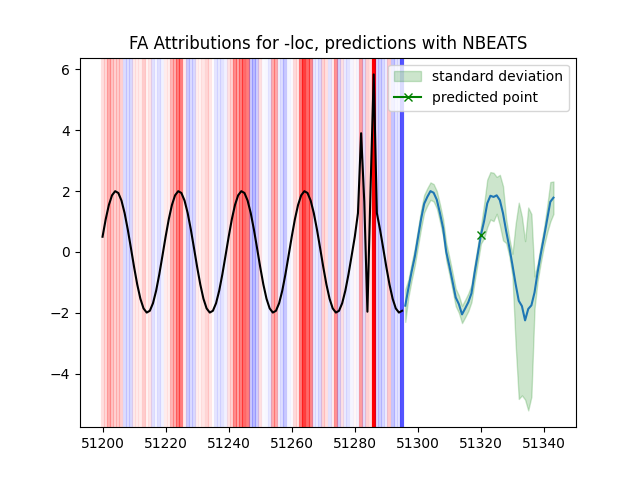 FA Attributions for -loc, predictions with NBEATS
standard deviation
predicted point
6
4
2
0
−2
−4
51200 51220 51240 51260 51280 51300 51320 51340